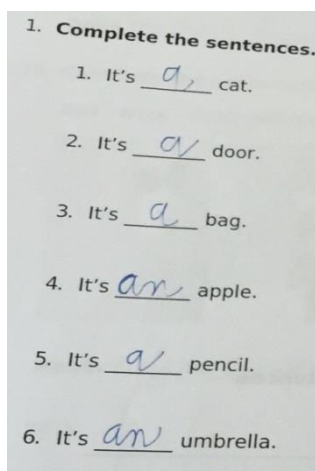 1. Complete the sentences.
1. It's a cat.
2. It's a door.
3. It's a bag.
4. It's an apple.
5. It's a pencil.
6. It's an umbrella.